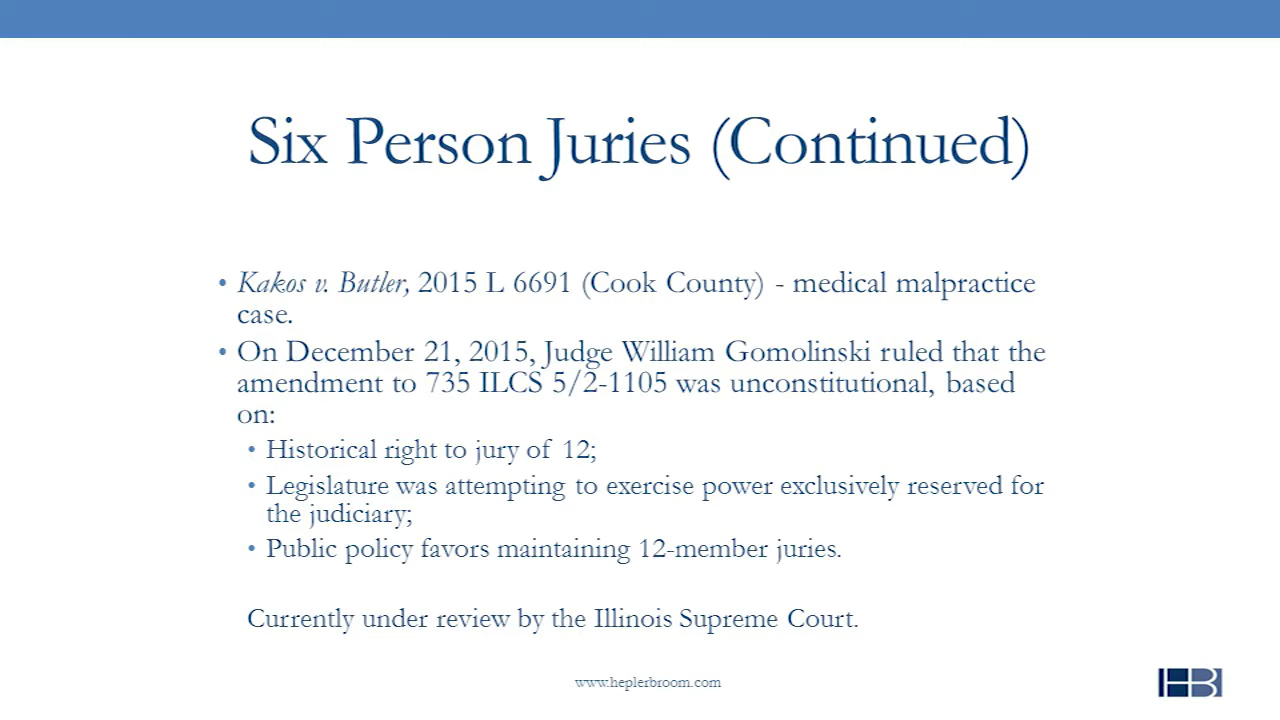 Six Person Juries (Continued)
• Kakos v. Butler, 2015 L 6691 (Cook County) - medical malpractice
case.
• On December 21, 2015, Judge William Gomolinski ruled that the
amendment to 735 ILCS 5/2-1105 was unconstitutional, based
on:
• Historical right to jury of 12;
• Legislature was attempting to exercise power exclusively reserved for
the judiciary;
• Public policy favors maintaining 12-member juries.
Currently under review by the Illinois Supreme Court.
www.heplerbroom.com
HB